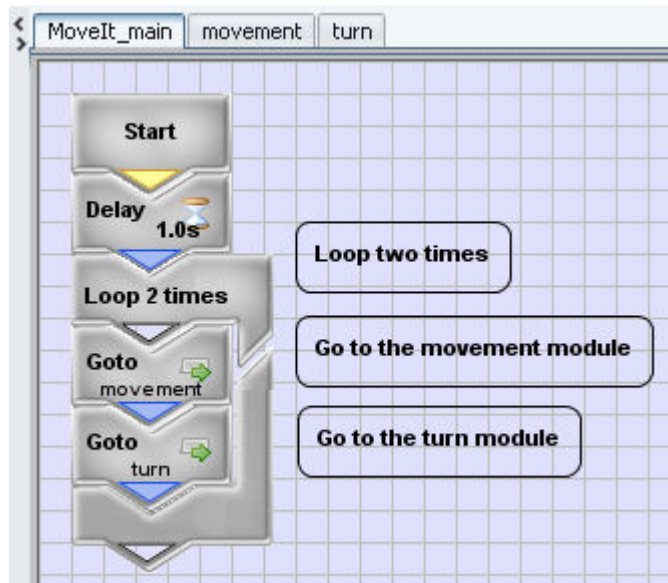 MoveIt_main movement turn
Start
Delay
1.0s
Loop two times
Loop 2 times
Goto
movement
Go to the movement module
Goto
turn
Go to the turn module